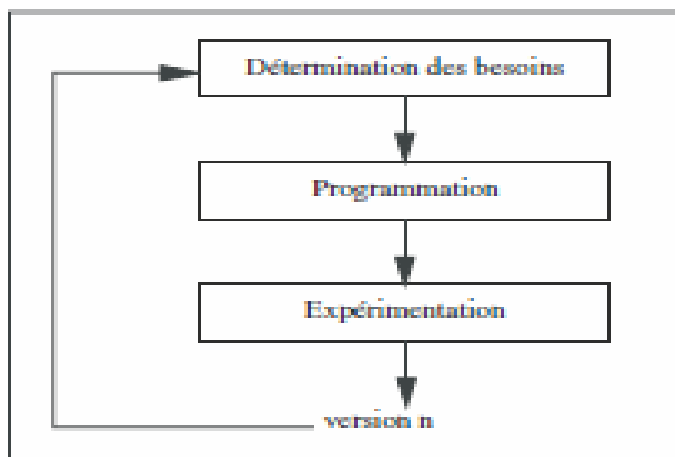 Détermination des besoins
Programmation
Expérimentation
version n